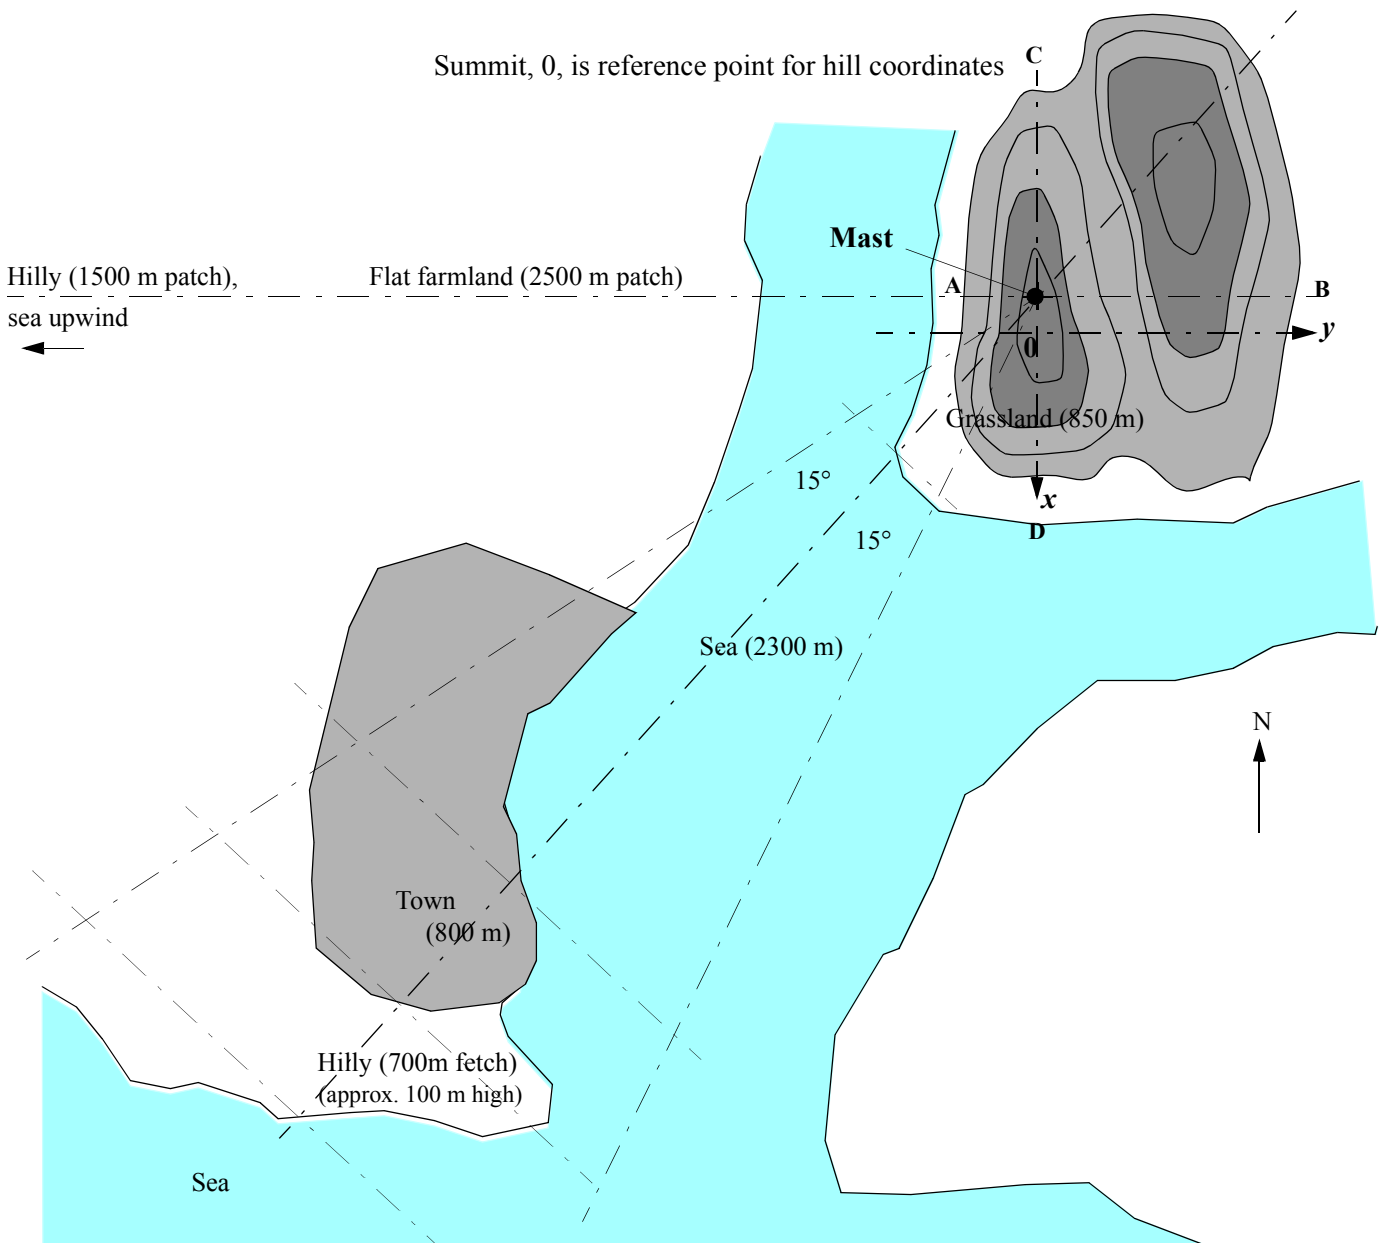 Summit, 0, is reference point for hill coordinates
C
Mast
Hilly (1500 m patch),
Flat farmland (2500 m patch)
A
B
sea upwind
y
0
Grassland (850 m)
15°
x
D
15°
Sea (2300 m)
N
Town
(800 m)
Hilly (700m fetch)
(approx. 100 m high)
Sea